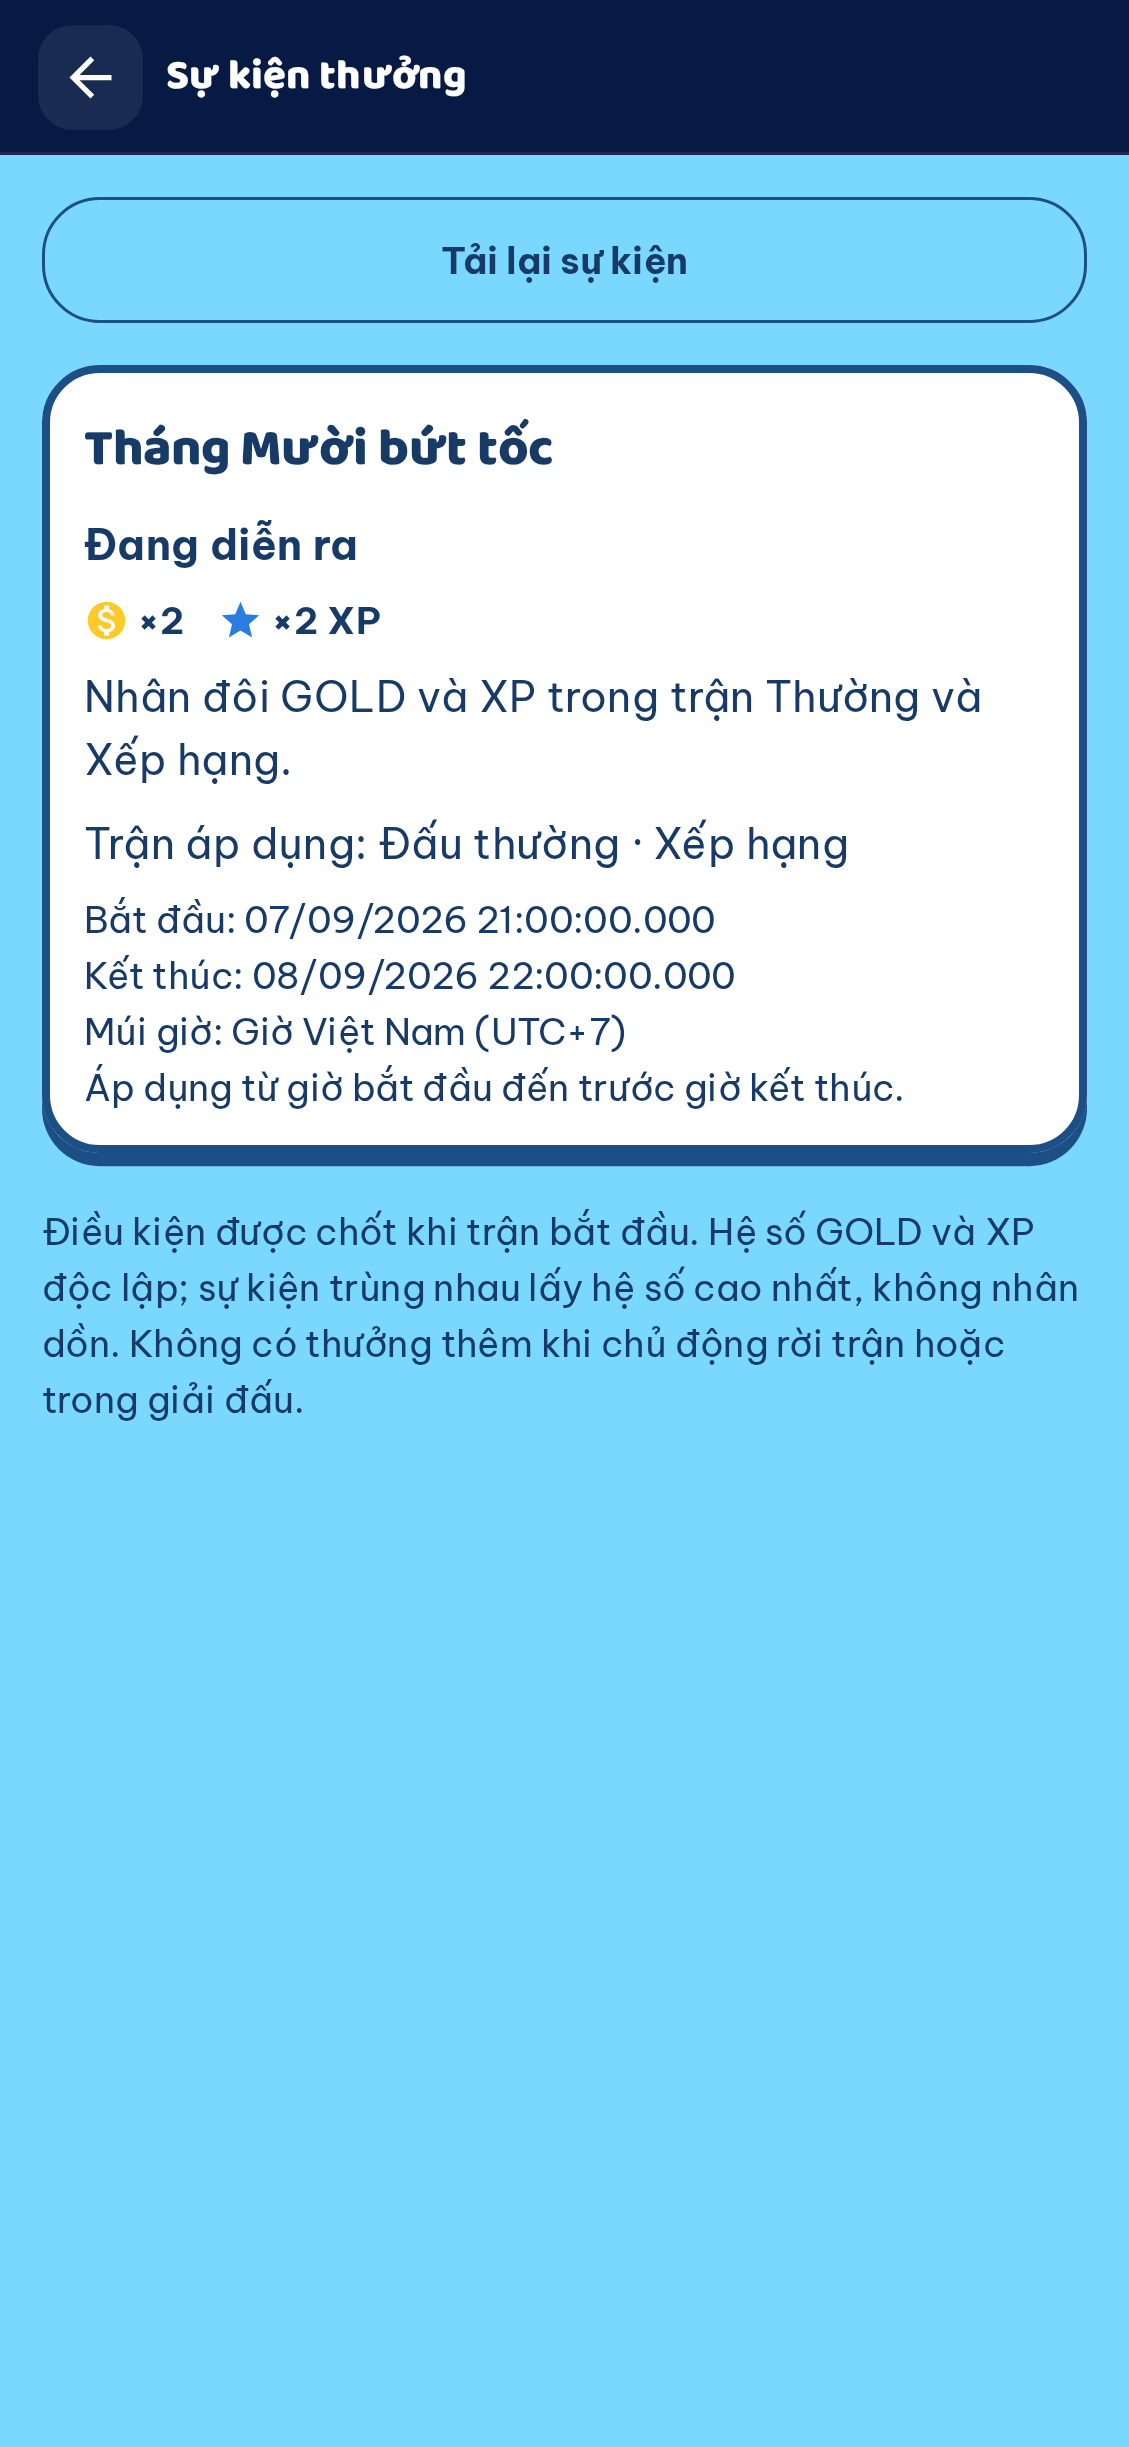 Sự kiện thưởng
Tải lại sự kiện
Tháng Mười bứt tốc
Đang diễn ra
×2 ×2 XP
Nhân đôi GOLD và XP trong trận Thường và
Xếp hạng.
Trận áp dụng: Đấu thường · Xếp hạng
Bắt đầu: 07/09/2026 21:00:00.000
Kết thúc: 08/09/2026 22:00:00.000
Múi giờ: Giờ Việt Nam (UTC+7)
Áp dụng từ giờ bắt đầu đến trước giờ kết thúc.
Điều kiện được chốt khi trận bắt đầu. Hệ số GOLD và XP
độc lập; sự kiện trùng nhau lấy hệ số cao nhất, không nhân
dồn. Không có thưởng thêm khi chủ động rời trận hoặc
trong giải đấu.